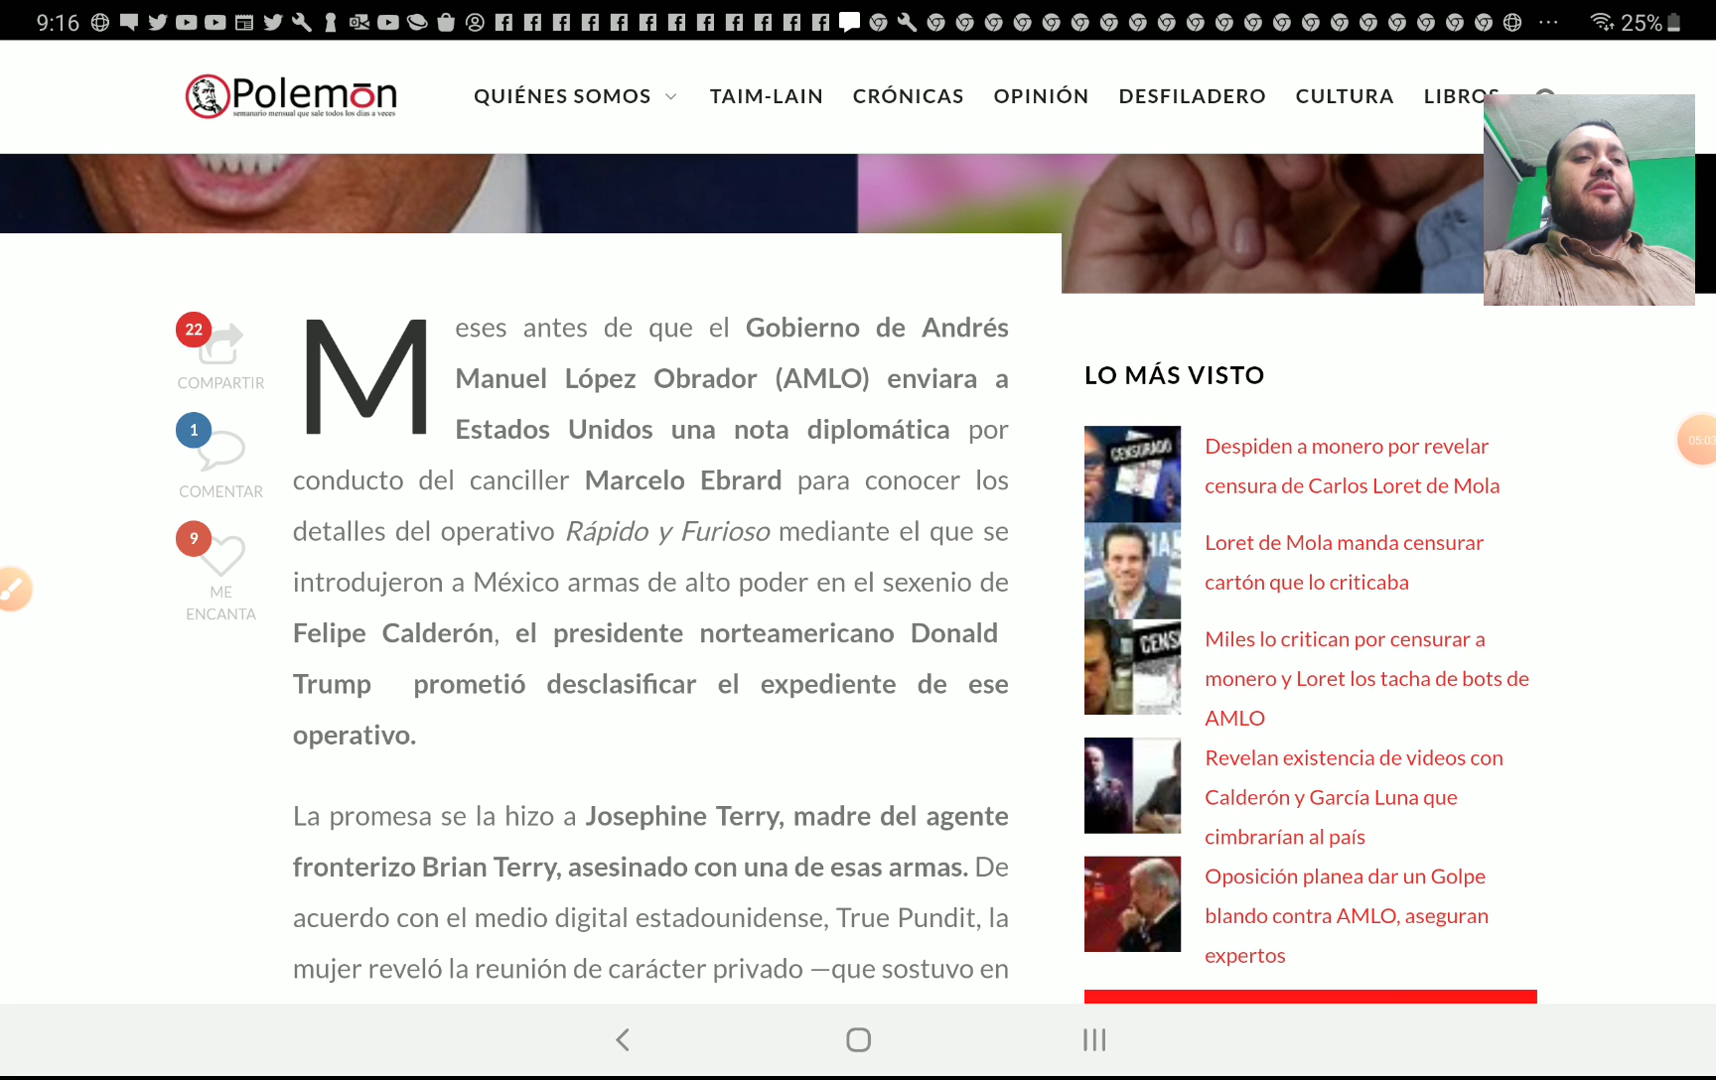 9:16
25%
Polemōn
semanario mensual que sale todos los días a veces
QUIÉNES SOMOS
TAIM-LAIN
CRÓNICAS
OPINIÓN
DESFILADERO
CULTURA
LIBROS
22
COMPARTIR
1
COMENTAR
9
ME
ENCANTA
Meses antes de que el Gobierno de Andrés
Manuel López Obrador (AMLO) enviara a
Estados Unidos una nota diplomática por
conducto del canciller Marcelo Ebrard para conocer los
detalles del operativo Rápido y Furioso mediante el que se
introdujeron a México armas de alto poder en el sexenio de
Felipe Calderón, el presidente norteamericano Donald
Trump prometió desclasificar el expediente de ese
operativo.
La promesa se la hizo a Josephine Terry, madre del agente
fronterizo Brian Terry, asesinado con una de esas armas. De
acuerdo con el medio digital estadounidense, True Pundit, la
mujer reveló la reunión de carácter privado —que sostuvo en
LO MÁS VISTO
CENSURADO
Despiden a monero por revelar
censura de Carlos Loret de Mola
Loret de Mola manda censurar
cartón que lo criticaba
CENS
Miles lo critican por censurar a
monero y Loret los tacha de bots de
AMLO
Revelan existencia de videos con
Calderón y García Luna que
cimbrarían al país
Oposición planea dar un Golpe
blando contra AMLO, aseguran
expertos
05:03